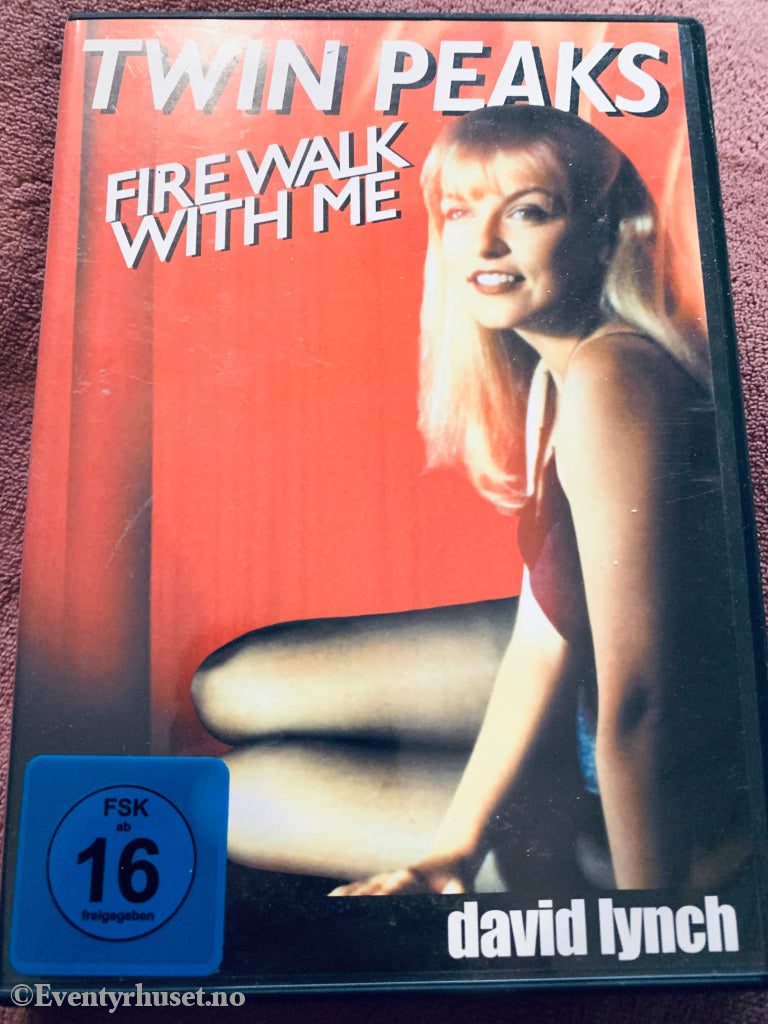 TWIN PEAKS
FIRE WALK
WITH ME
FSK
ab
16
freigegeben
david lynch
©Eventyrhuset.no